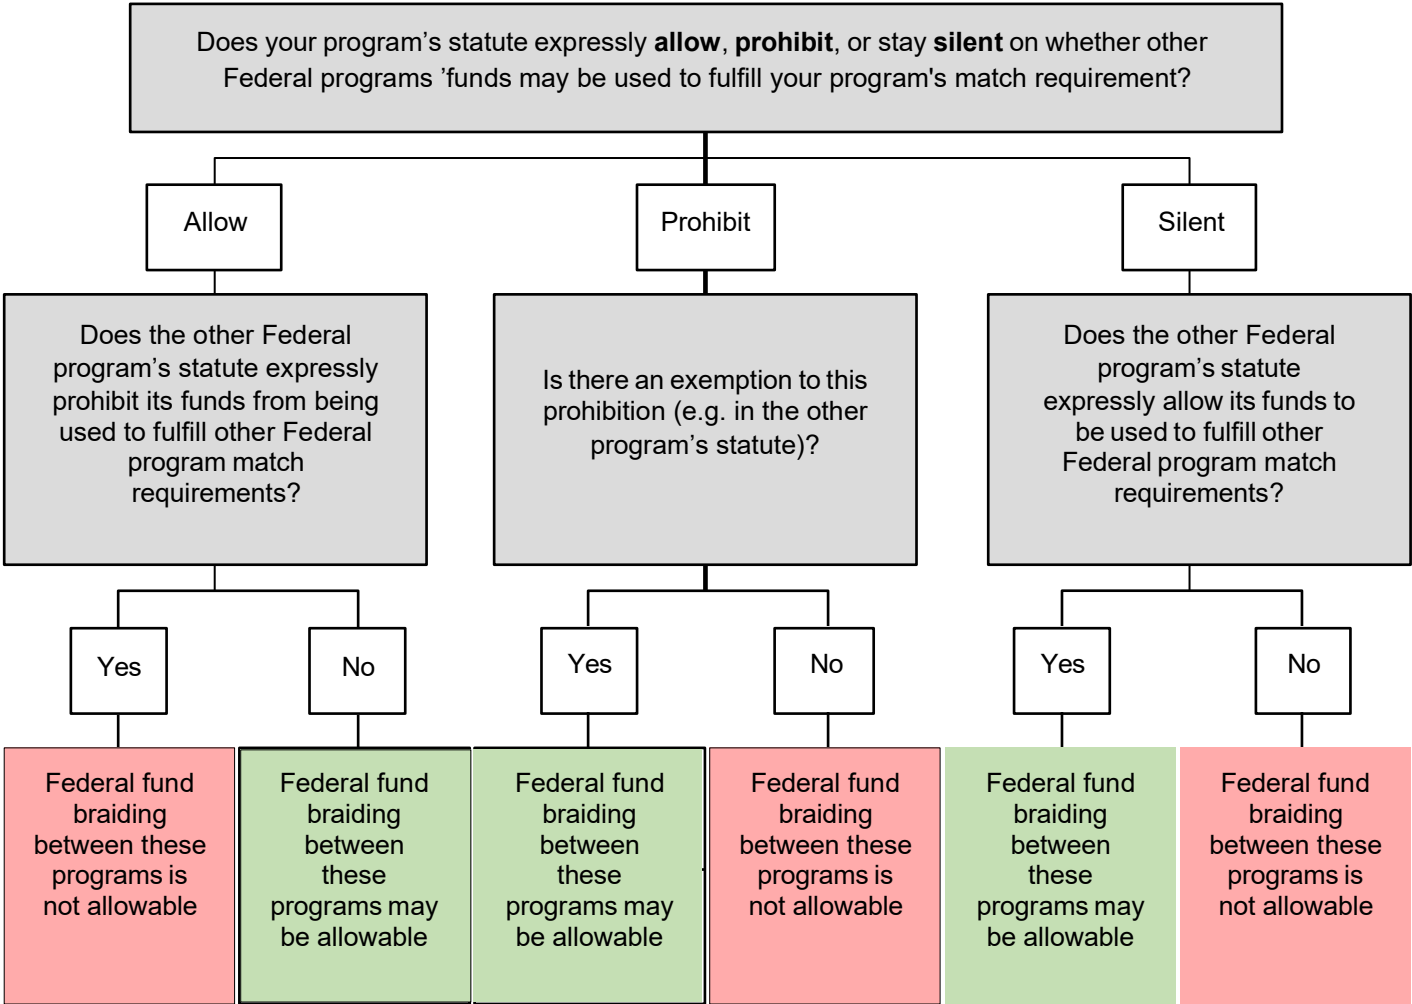 Does your program’s statute expressly allow, prohibit, or stay silent on whether other
Federal programs ’funds may be used to fulfill your program's match requirement?
Allow
Prohibit
Silent
Does the other Federal
program’s statute expressly
prohibit its funds from being
used to fulfill other Federal
program match
requirements?
Is there an exemption to this
prohibition (e.g. in the other
program’s statute)?
Does the other Federal
program’s statute
expressly allow its funds to
be used to fulfill other
Federal program match
requirements?
Yes
No
Yes
No
Yes
No
Federal fund
braiding
between these
programs is
not allowable
Federal fund
braiding
between
these
programs may
be allowable
Federal fund
braiding
between
these
programs may
be allowable
Federal fund
braiding
between these
programs is
not allowable
Federal fund
braiding
between
these
programs may
be allowable
Federal fund
braiding
between these
programs is
not allowable